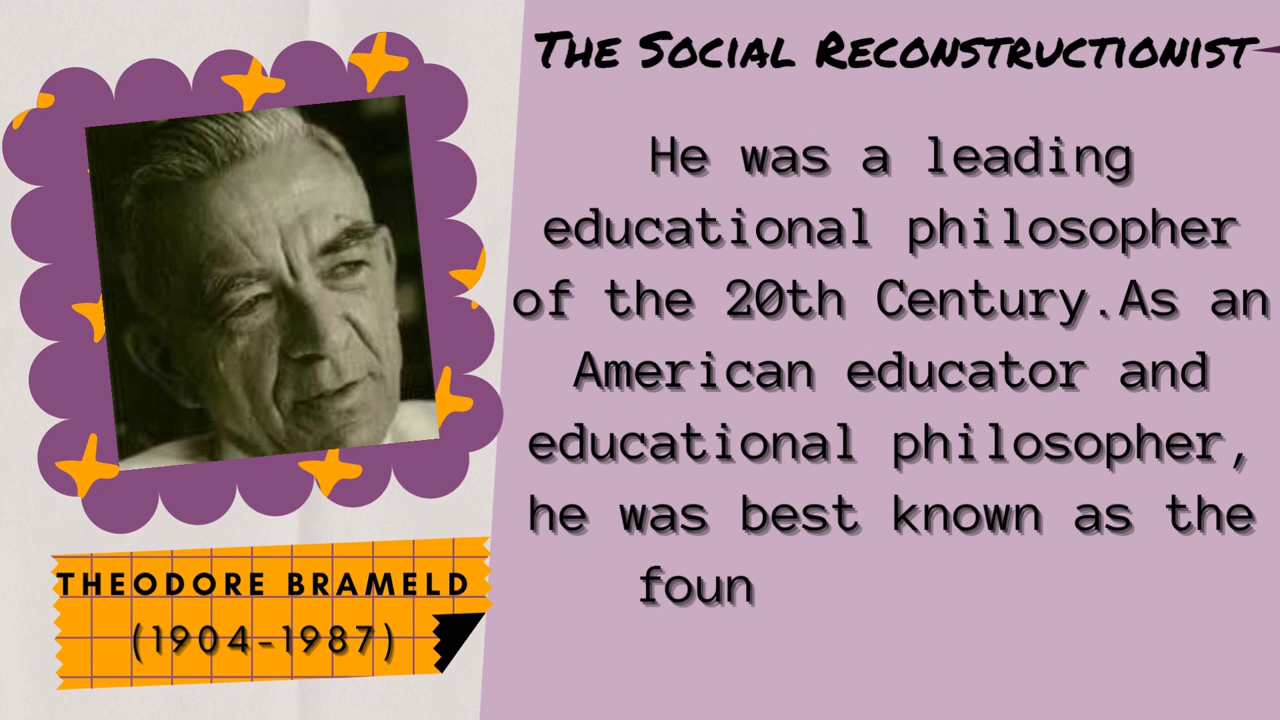 The Social Reconstructionist
He was a leading
educational philosopher
of the 20th Century.As an
American educator and
educational philosopher,
he was best known as the
foun
THEODORE BRAMELD
(1904-1987)